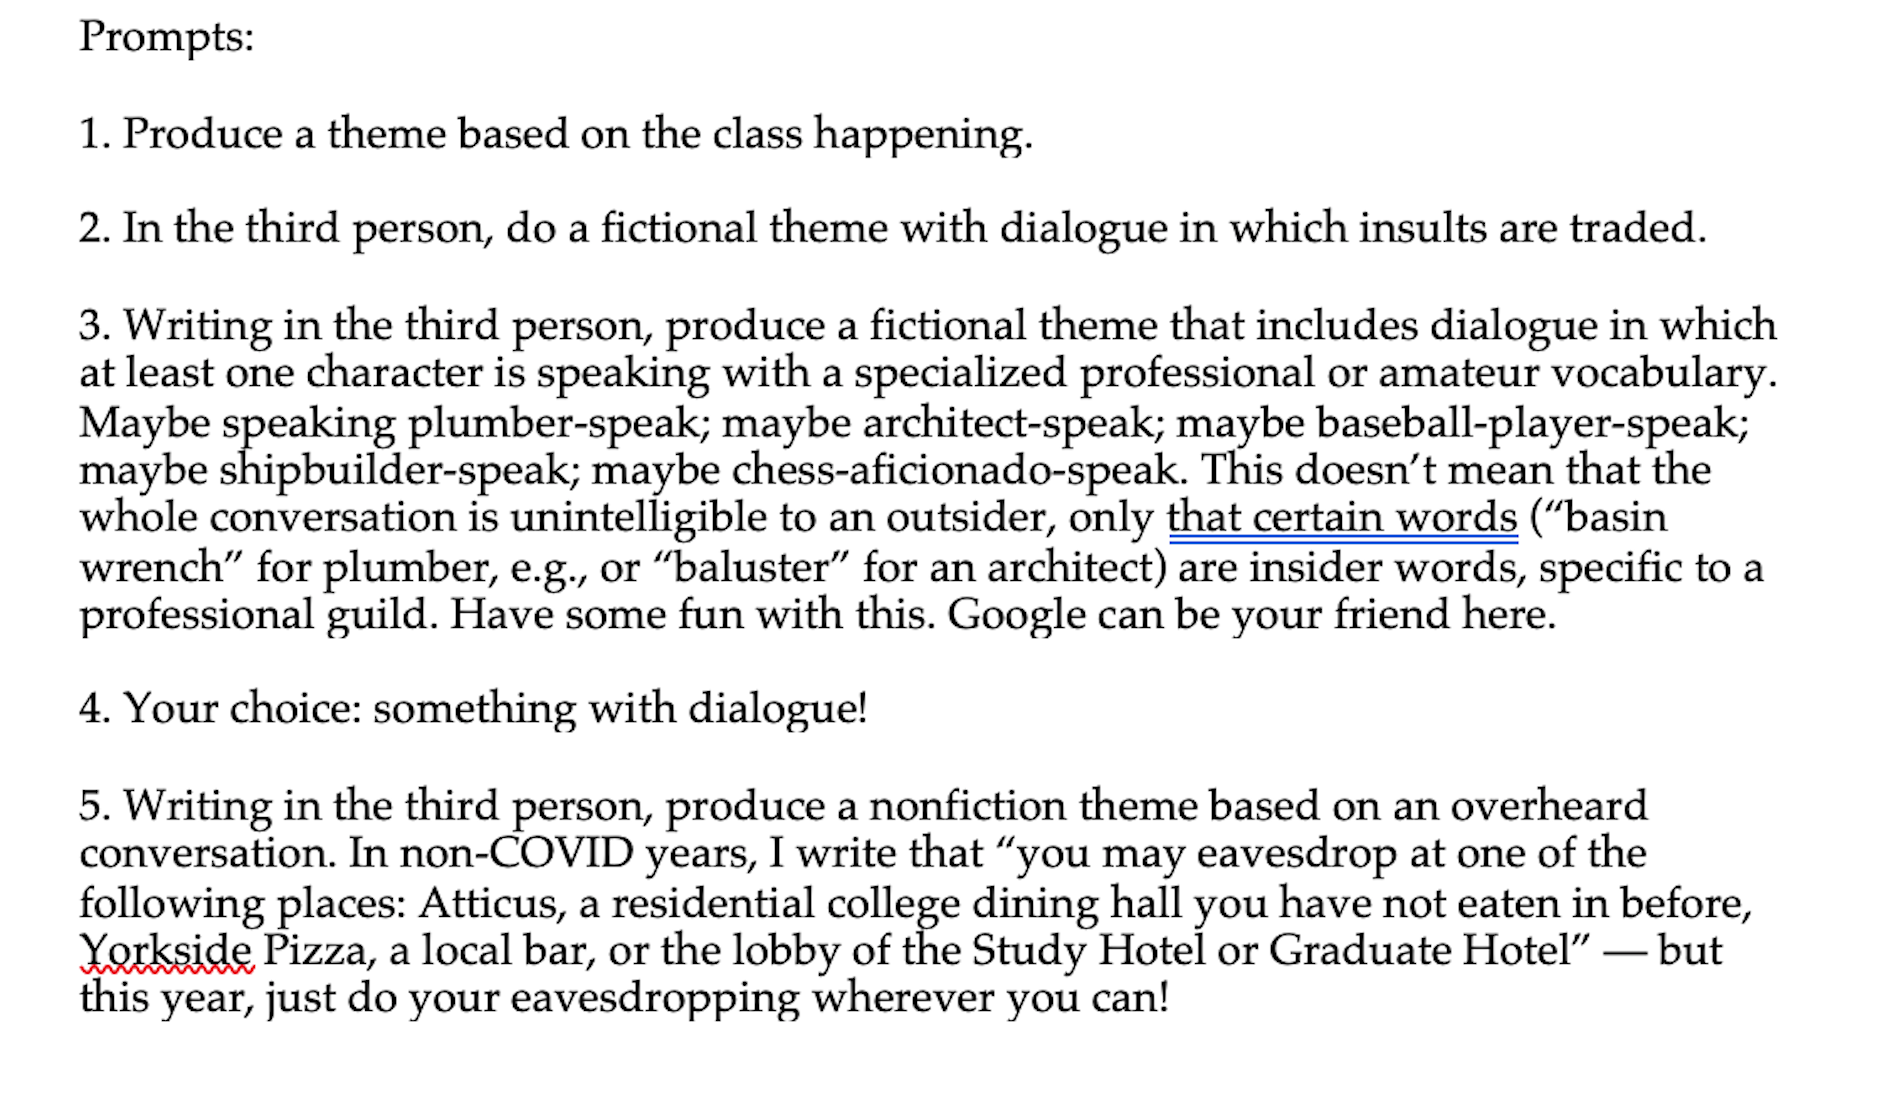 Prompts:
1. Produce a theme based on the class happening.
2. In the third person, do a fictional theme with dialogue in which insults are traded.
3. Writing in the third person, produce a fictional theme that includes dialogue in which
at least one character is speaking with a specialized professional or amateur vocabulary.
Maybe speaking plumber-speak; maybe architect-speak; maybe baseball-player-speak;
maybe shipbuilder-speak; maybe chess-aficionado-speak. This doesn’t mean that the
whole conversation is unintelligible to an outsider, only that certain words (“basin
wrench” for plumber, e.g., or “baluster” for an architect) are insider words, specific to a
professional guild. Have some fun with this. Google can be your friend here.
4. Your choice: something with dialogue!
5. Writing in the third person, produce a nonfiction theme based on an overheard
conversation. In non-COVID years, I write that “you may eavesdrop at one of the
following places: Atticus, a residential college dining hall you have not eaten in before,
Yorkside Pizza, a local bar, or the lobby of the Study Hotel or Graduate Hotel” — but
this year, just do your eavesdropping wherever you can!